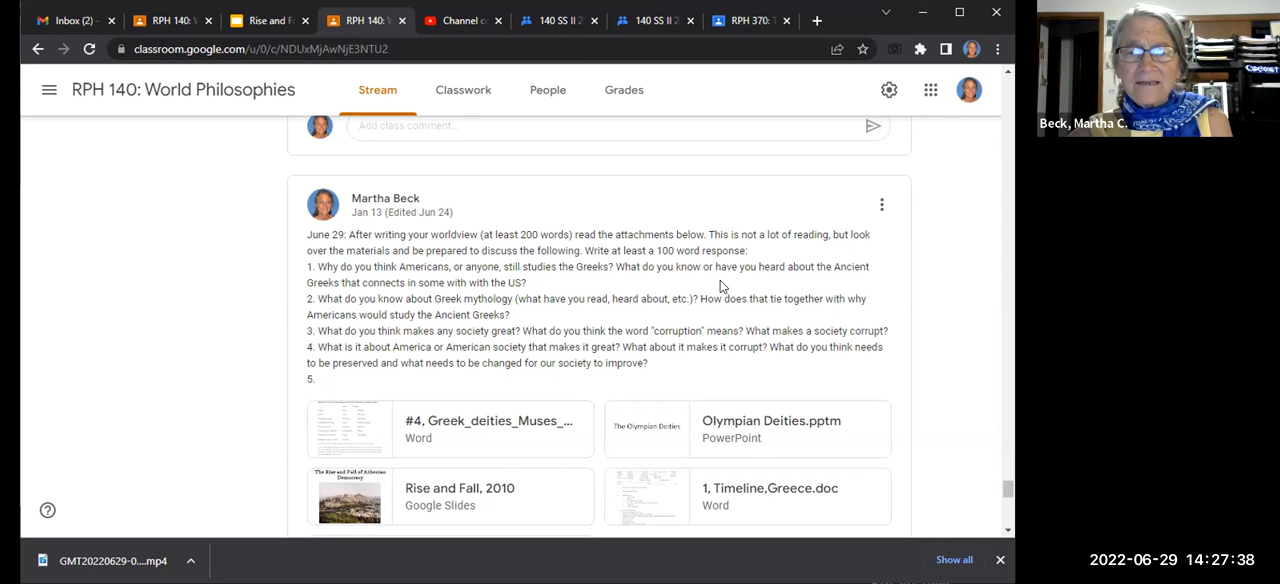 Inbox (2) -
RPH 140: V
Rise and F
RPH 140: V
Channel co
140 SS II 2
140 SS II 2
RPH 370: T
classroom.google.com/u/0/c/NDUxMjAwNjE3NTU2
RPH 140: World Philosophies
Stream
Classwork
People
Grades
Beck, Martha C.
Add class comment...
Martha Beck
Jan 13 (Edited Jun 24)
June 29: After writing your worldview (at least 200 words) read the attachments below. This is not a lot of reading, but look
over the materials and be prepared to discuss the following. Write at least a 100 word response:
1. Why do you think Americans, or anyone, still studies the Greeks? What do you know or have you heard about the Ancient
Greeks that connects in some with with the US?
2. What do you know about Greek mythology (what have you read, heard about, etc.)? How does that tie together with why
Americans would study the Ancient Greeks?
3. What do you think makes any society great? What do you think the word "corruption" means? What makes a society corrupt?
4. What is it about America or American society that makes it great? What about it makes it corrupt? What do you think needs
to be preserved and what needs to be changed for our society to improve?
5.
#4, Greek_deities_Muses_...
Word
The Olympian Deities
Olympian Deities.pptm
PowerPoint
The Rise and Fall of Athenian
Democracy
Rise and Fall, 2010
Google Slides
1, Timeline,Greece.doc
Word
GMT20220629-0....mp4
Show all
2022-06-29 14:27:38